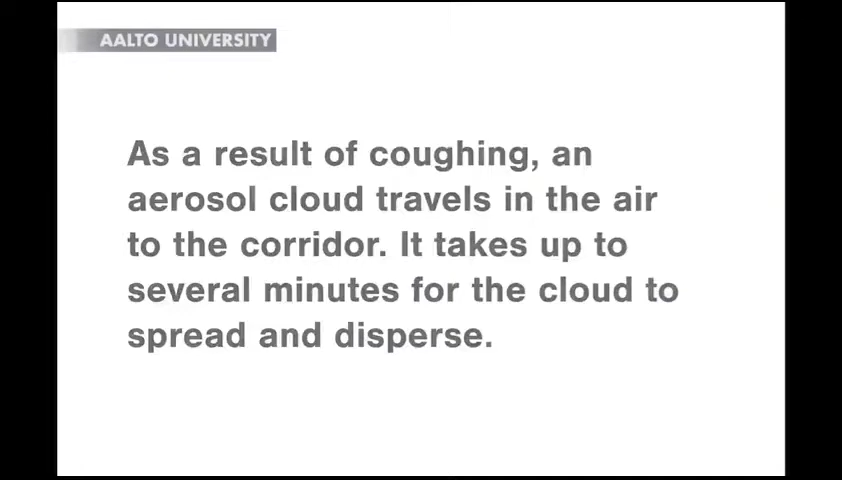 AALTO UNIVERSITY
As a result of coughing, an
aerosol cloud travels in the air
to the corridor. It takes up to
several minutes for the cloud to
spread and disperse.